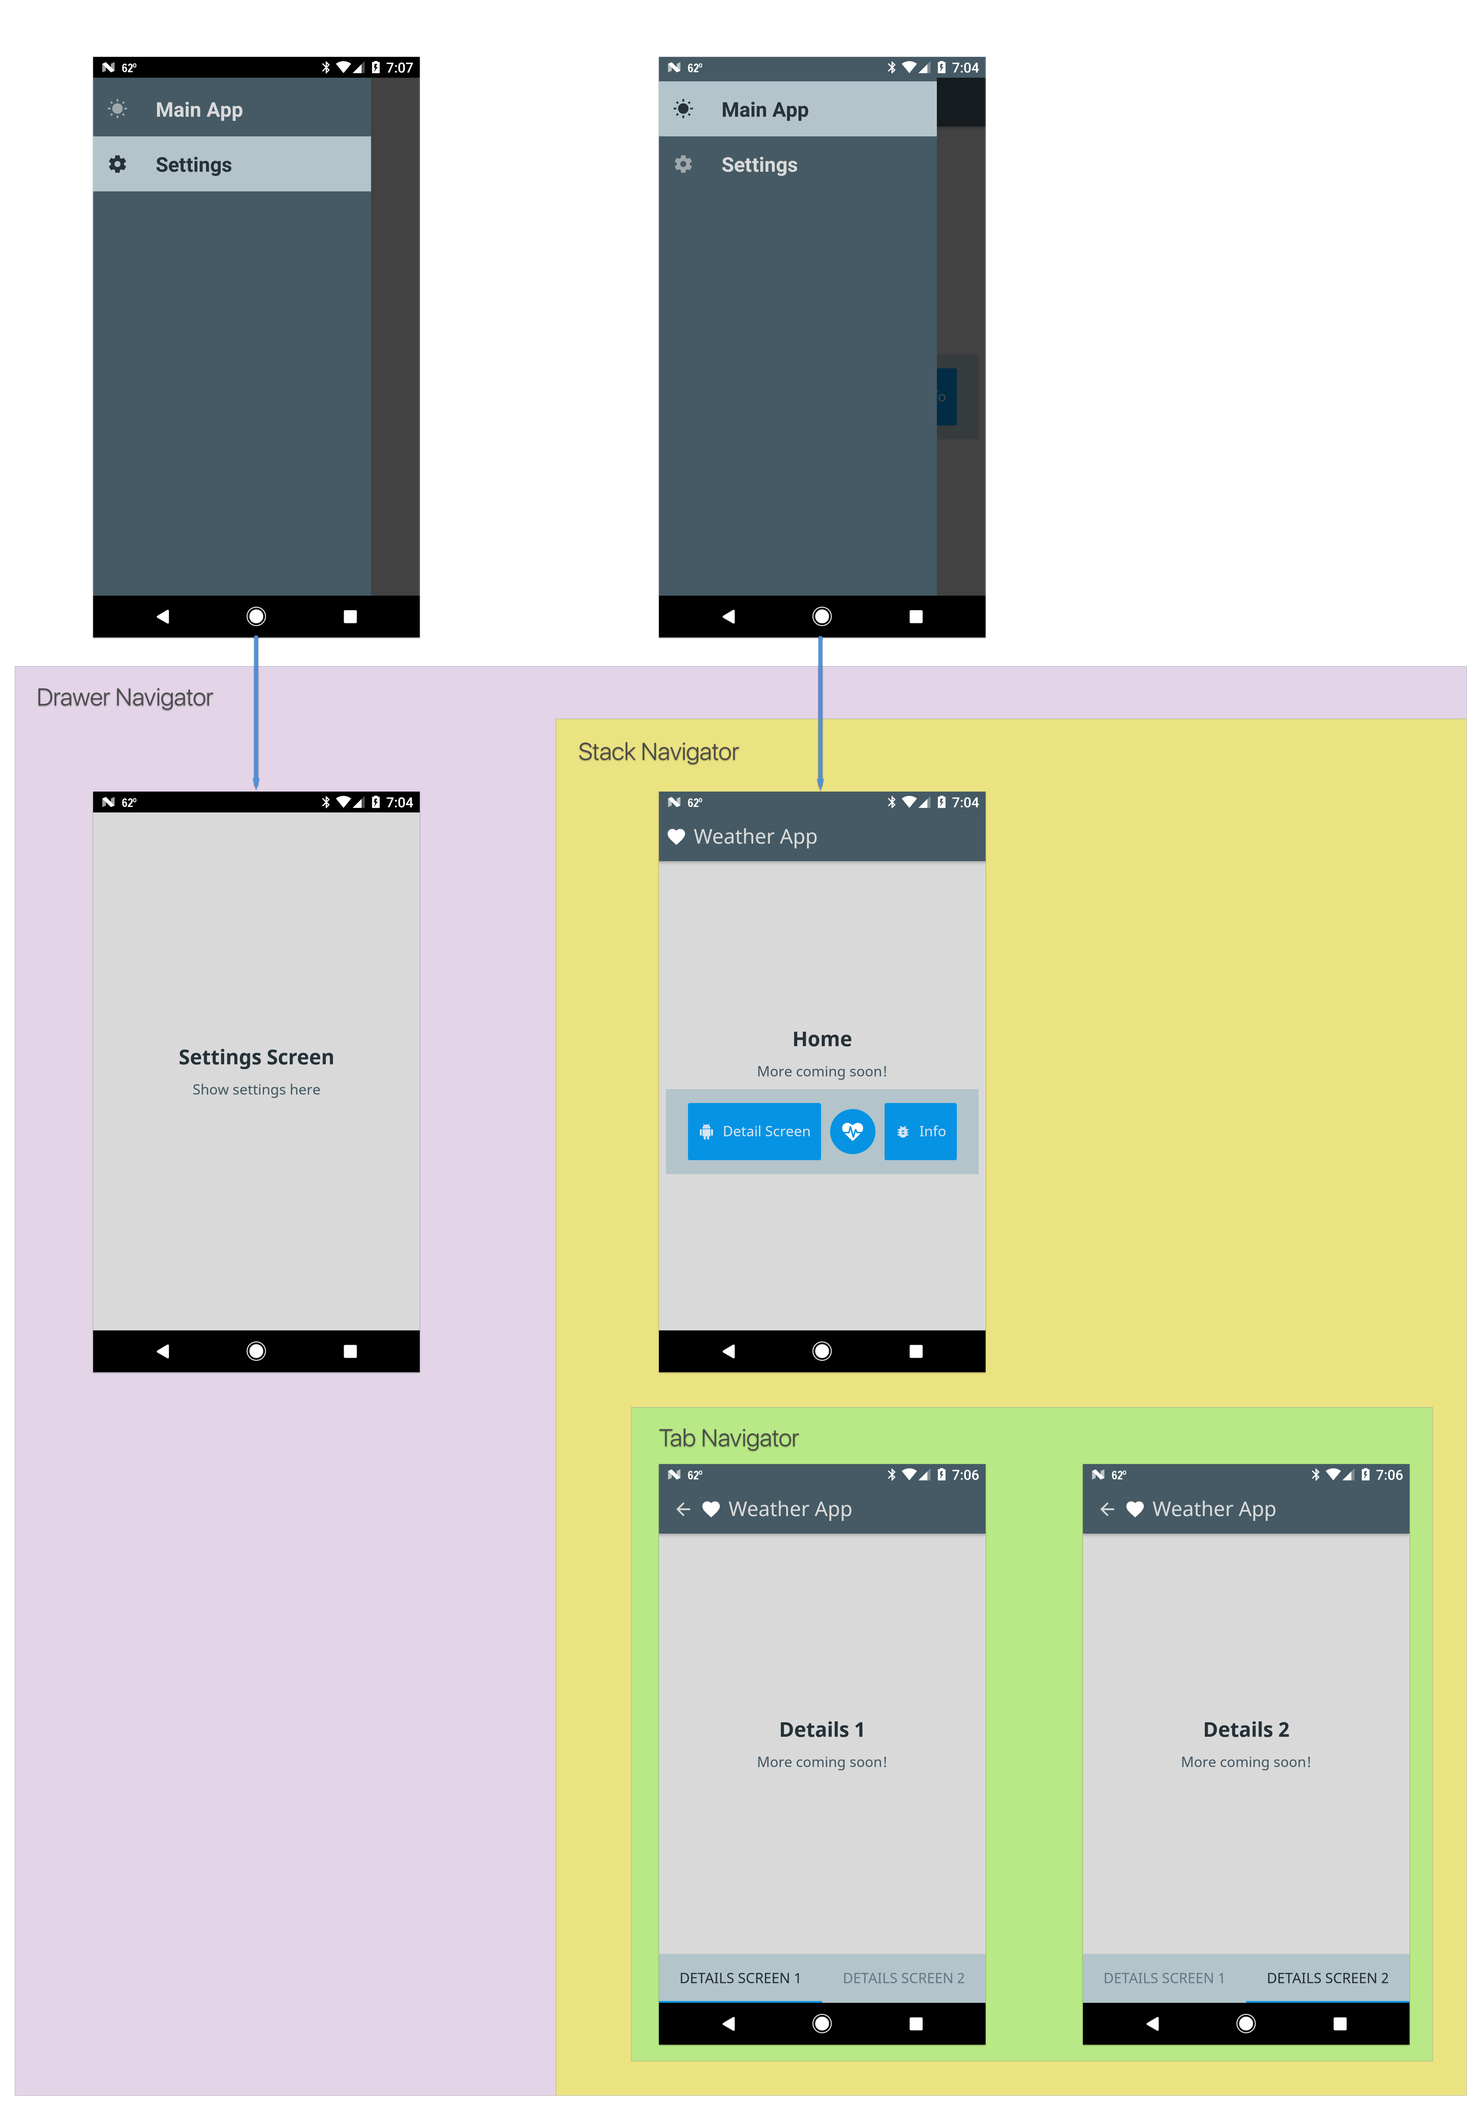 62° 7:07
Main App
Settings
62° 7:04
Main App
Settings
fo
Drawer Navigator
Stack Navigator
62° 7:04
Settings Screen
Show settings here
62° 7:04
Weather App
Home
More coming soon!
Detail Screen
Info
Tab Navigator
62° 7:06
Weather App
Details 1
More coming soon!
DETAILS SCREEN 1 DETAILS SCREEN 2
62° 7:06
Weather App
Details 2
More coming soon!
DETAILS SCREEN 1 DETAILS SCREEN 2